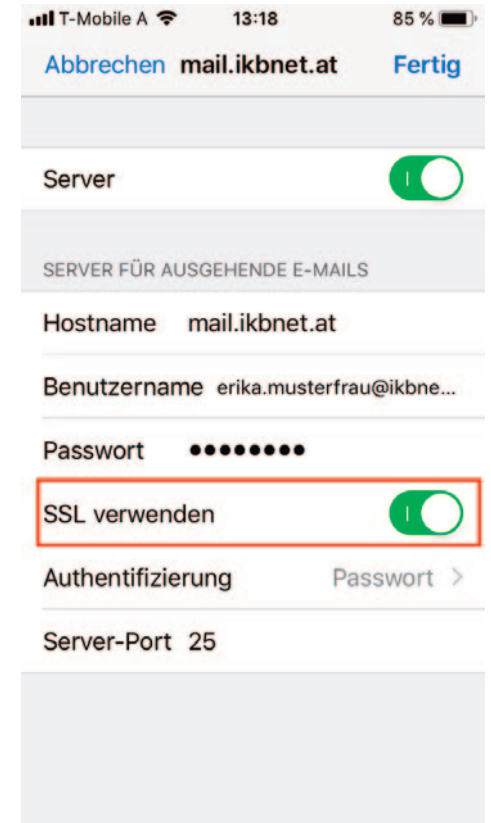 T-Mobile A 13:18 85 %
Abbrechen mail.ikbnet.at Fertig
Server
SERVER FÜR AUSGEHENDE E-MAILS
Hostname mail.ikbnet.at
Benutzername erika.musterfrau@ikbne...
Passwort ●●●●●●●●
SSL verwenden
Authentifizierung Passwort >
Server-Port 25